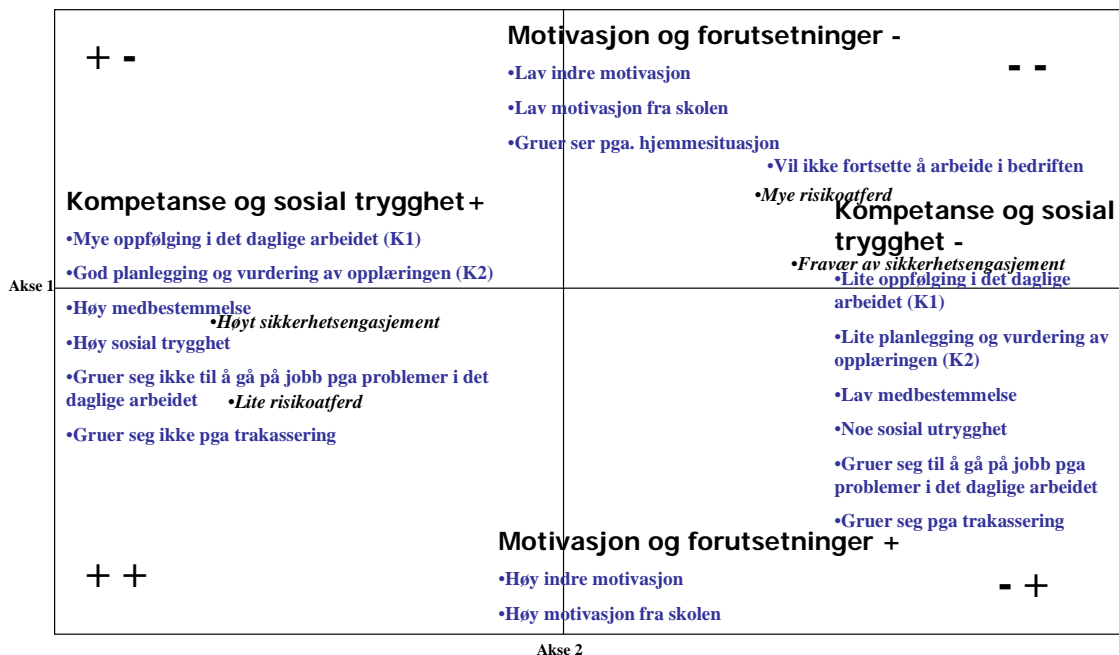 + -
Motivasjon og forutsetninger -
•Lav indre motivasjon
•Lav motivasjon fra skolen
•Gruer ser pga. hjemmesituasjon
- -
•Vil ikke fortsette å arbeide i bedriften
•Mye risikoatferd
Kompetanse og sosial trygghet+
•Mye oppfølging i det daglige arbeidet (K1)
•God planlegging og vurdering av opplæringen (K2)
Akse 1
•Høy medbestemmelse
•Høyt sikkerhetsengasjement
•Høy sosial trygghet
•Gruer seg ikke til å gå på jobb pga problemer i det
daglige arbeidet
•Lite risikoatferd
•Gruer seg ikke pga trakassering
Kompetanse og sosial
trygghet -
•Fravær av sikkerhetsengasjement
•Lite oppfølging i det daglige
arbeidet (K1)
•Lite planlegging og vurdering av
opplæringen (K2)
•Lav medbestemmelse
•Noe sosial utrygghet
•Gruer seg til å gå på jobb pga
problemer i det daglige arbeidet
•Gruer seg pga trakassering
+ +
Motivasjon og forutsetninger +
•Høy indre motivasjon
•Høy motivasjon fra skolen
- +
Akse 2